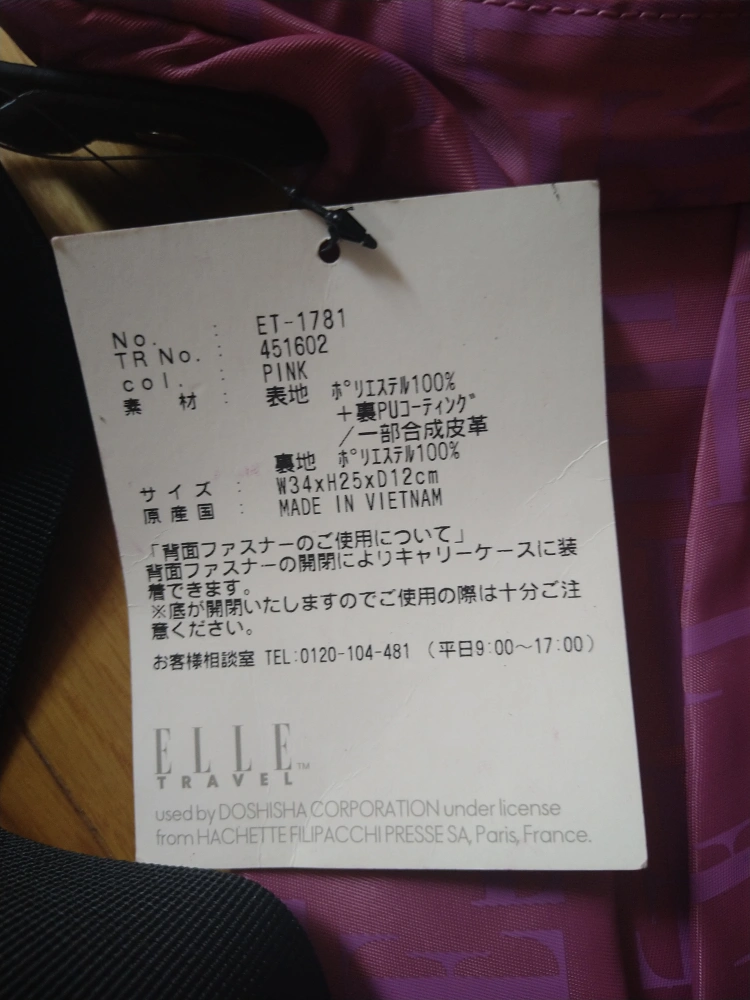 No. : ET-1781
TR No. : 451602
col. : PINK
素 材 : 表地 ﾎﾟﾘｴｽﾃﾙ100%
+裏PUｺｰﾃｨﾝｸﾞ
/一部合成皮革
裏地 ﾎﾟﾘｴｽﾃﾙ100%
サイズ : W34xH25xD12cm
原産国 : MADE IN VIETNAM
「背面ファスナーのご使用について」
背面ファスナーの開閉によりキャリーケースに装
着できます。
※底が開閉いたしますのでご使用の際は十分ご注
意ください。
お客様相談室 TEL:0120-104-481 (平日9:00～17:00)
ELLE™
TRAVEL
used by DOSHISHA CORPORATION under license
from HACHETTE FILIPACCHI PRESSE SA, Paris, France.